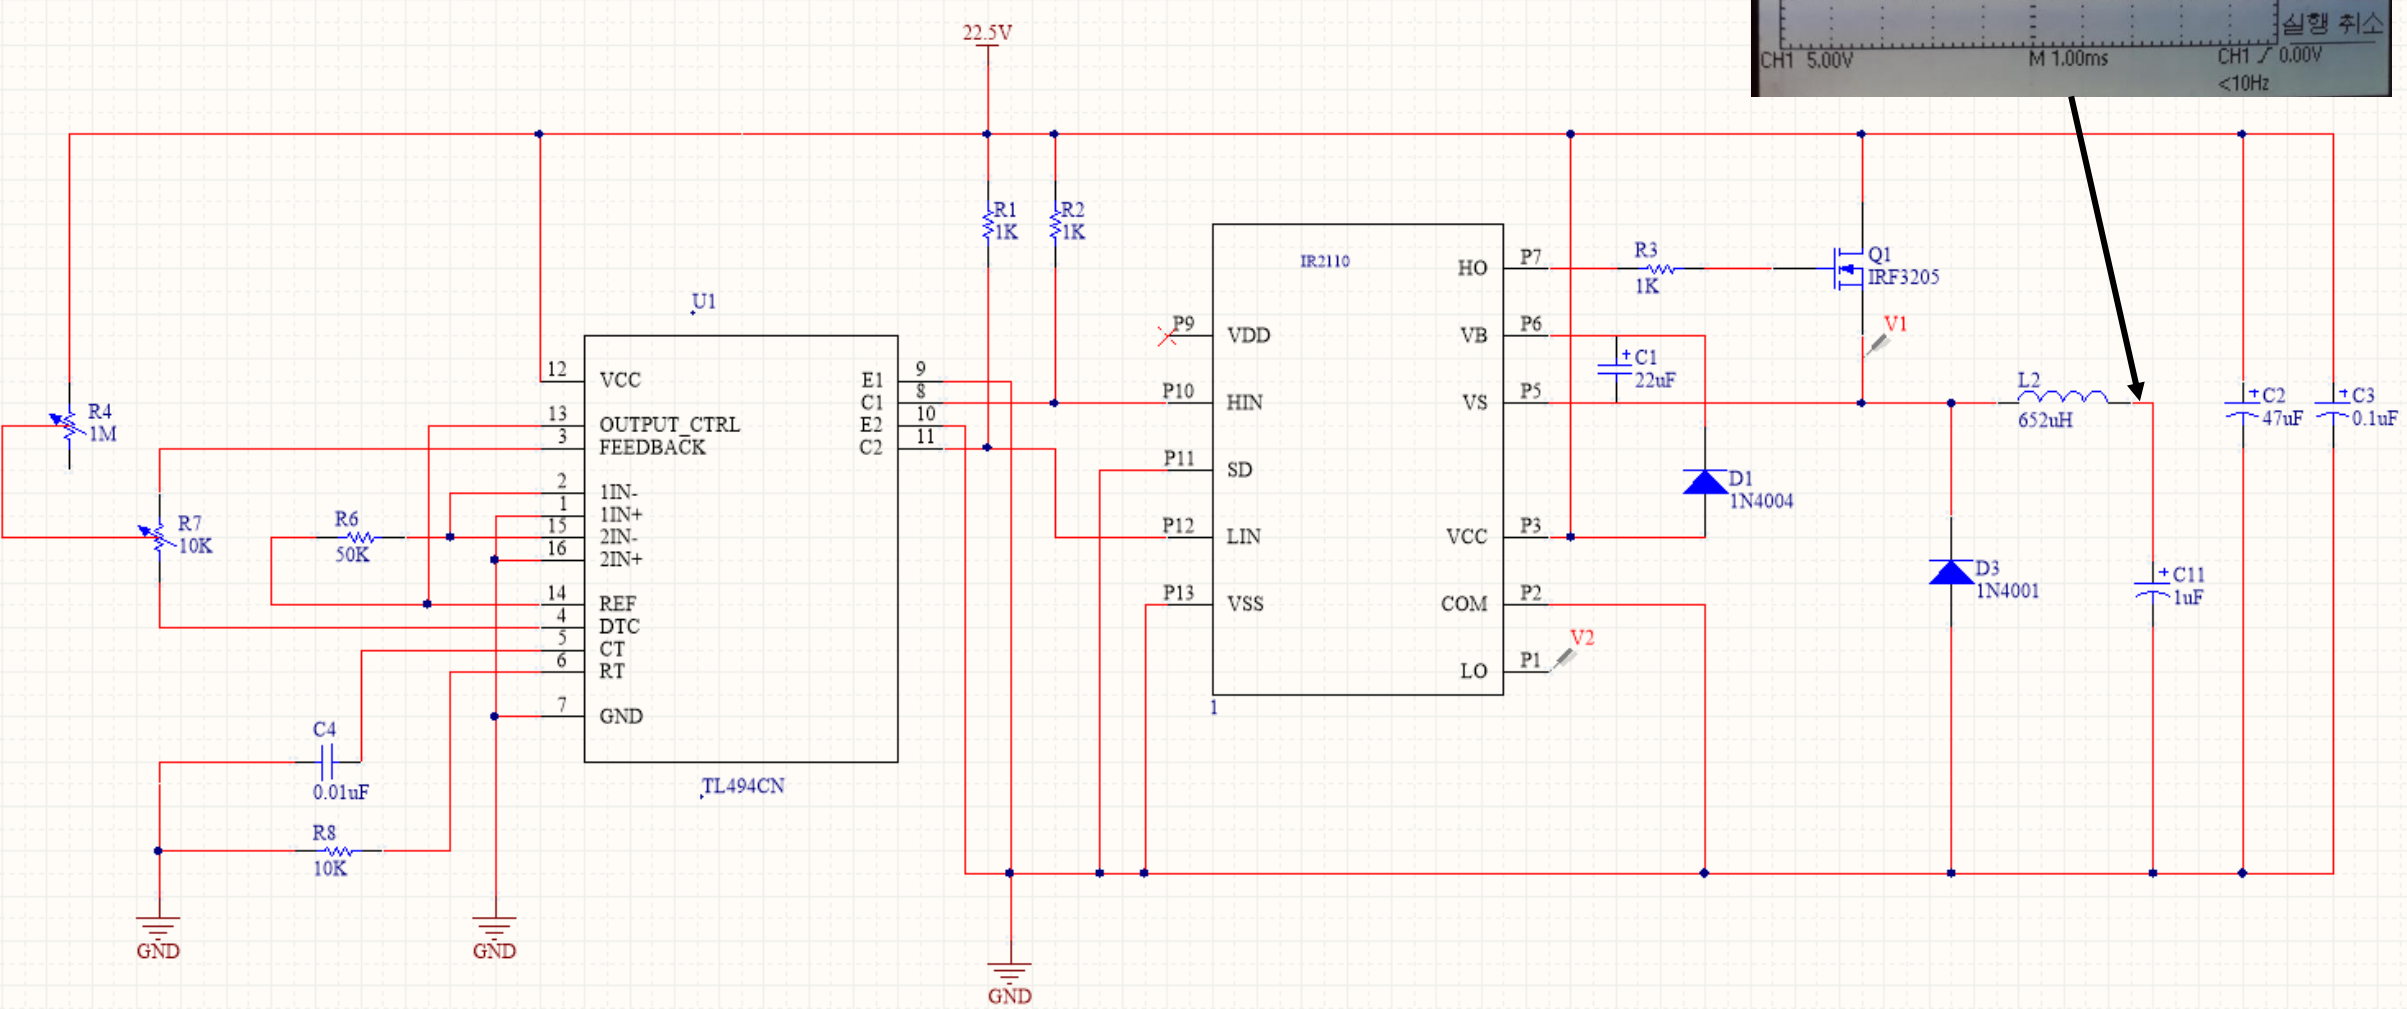 실행 취소
CH1 5.00V M 1.00ms CH1 0.00V
<10Hz
22.5V
R1
1K
R2
1K
R4
1M
R7
10K
R6
50K
C4
0.01uF
R8
10K
GND
GND
U1
12 VCC
13 OUTPUT_CTRL
3 FEEDBACK
2 1IN-
1 1IN+
15 2IN-
16 2IN+
14 REF
4 DTC
5 CT
6 RT
7 GND
E1 9
C1 8
E2 10
C2 11
TL494CN
GND
IR2110
P9 VDD
P10 HIN
P11 SD
P12 LIN
P13 VSS
HO P7
VB P6
VS P5
VCC P3
COM P2
LO P1
1
V2
R3
1K
C1
22uF
D1
1N4004
Q1
IRF3205
V1
L2
652uH
D3
1N4001
C11
1uF
C2
47uF
C3
0.1uF